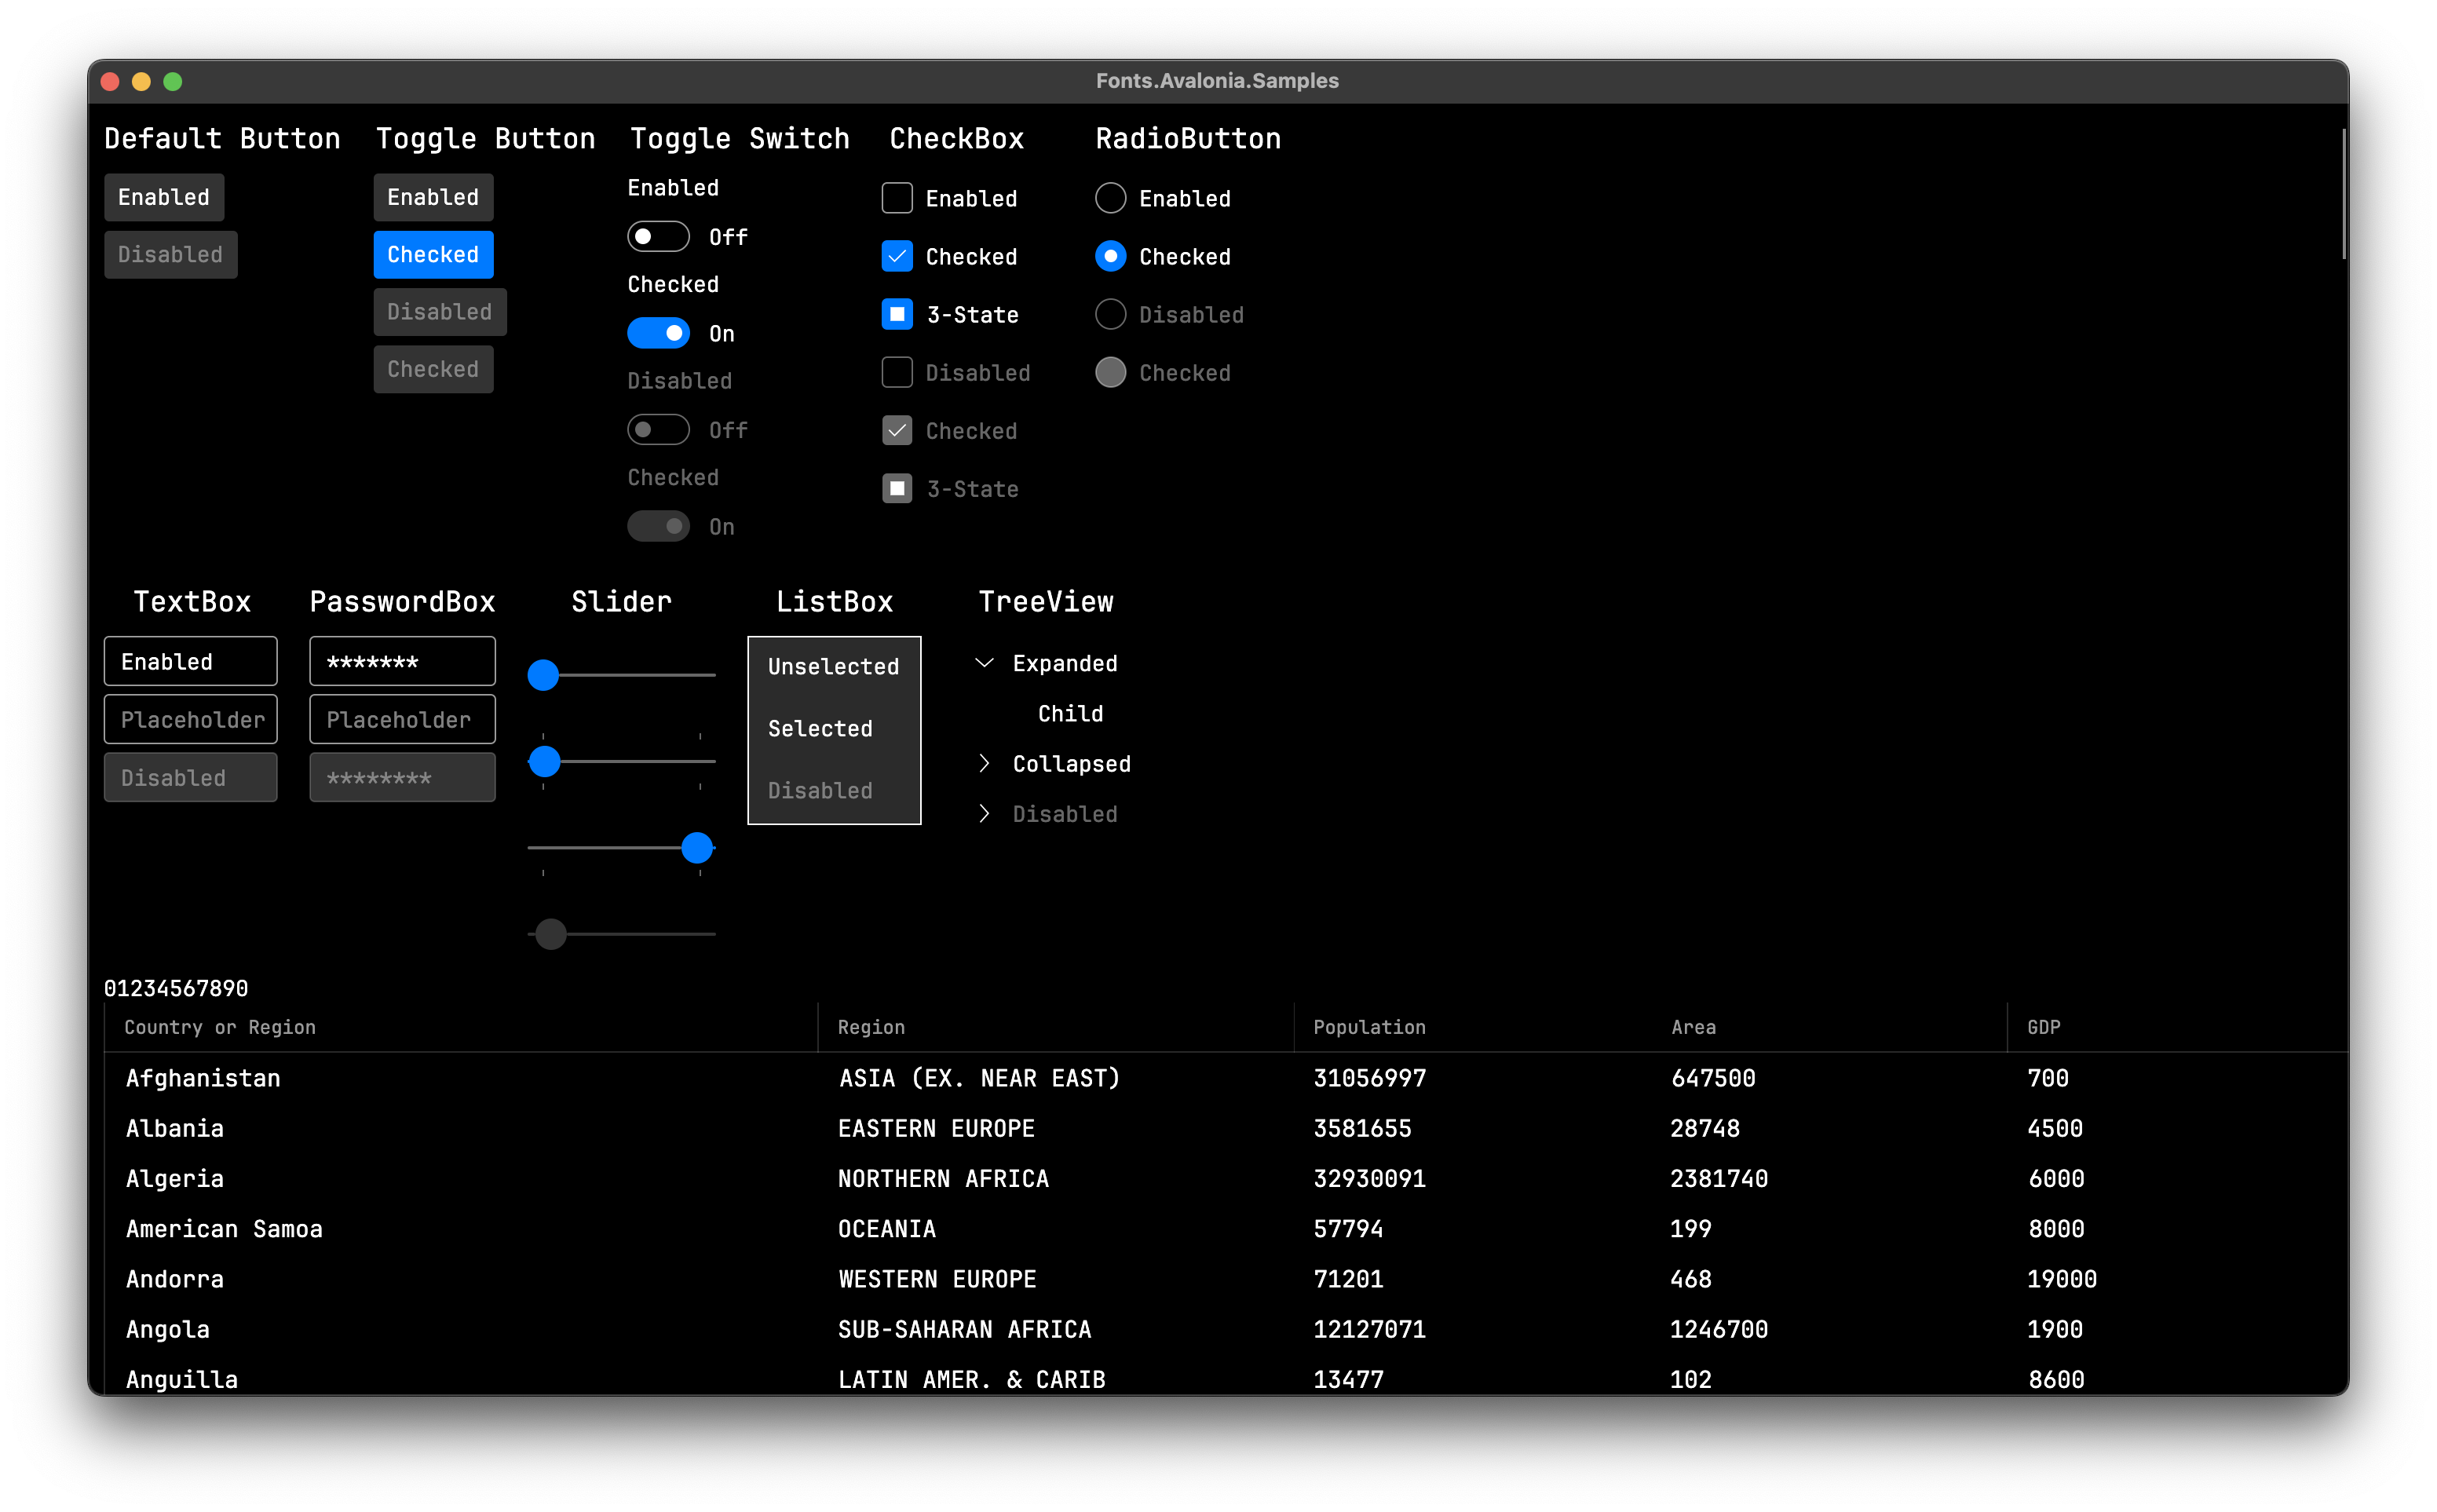 Fonts.Avalonia.Samples
Default Button
Enabled
Disabled
Toggle Button
Enabled
Checked
Disabled
Checked
Toggle Switch
Enabled
Off
Checked
On
Disabled
Off
Checked
On
CheckBox
Enabled
Checked
3-State
Disabled
Checked
3-State
RadioButton
Enabled
Checked
Disabled
Checked
TextBox
Enabled
Placeholder
Disabled
PasswordBox
*******
Placeholder
********
Slider
ListBox
Unselected
Selected
Disabled
TreeView
Expanded
Child
Collapsed
Disabled
01234567890
Country or Region Region Population Area GDP
Afghanistan ASIA (EX. NEAR EAST) 31056997 647500 700
Albania EASTERN EUROPE 3581655 28748 4500
Algeria NORTHERN AFRICA 32930091 2381740 6000
American Samoa OCEANIA 57794 199 8000
Andorra WESTERN EUROPE 71201 468 19000
Angola SUB-SAHARAN AFRICA 12127071 1246700 1900
Anguilla LATIN AMER. & CARIB 13477 102 8600